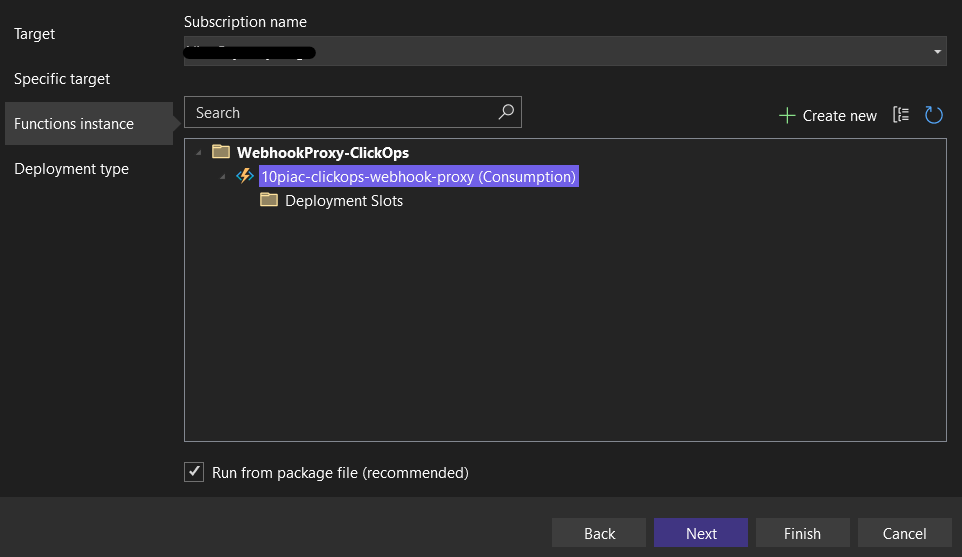 Target
Specific target
Functions instance
Deployment type
Subscription name
Search
Create new
WebhookProxy-ClickOps
10piac-clickops-webhook-proxy (Consumption)
Deployment Slots
Run from package file (recommended)
Back
Next
Finish
Cancel